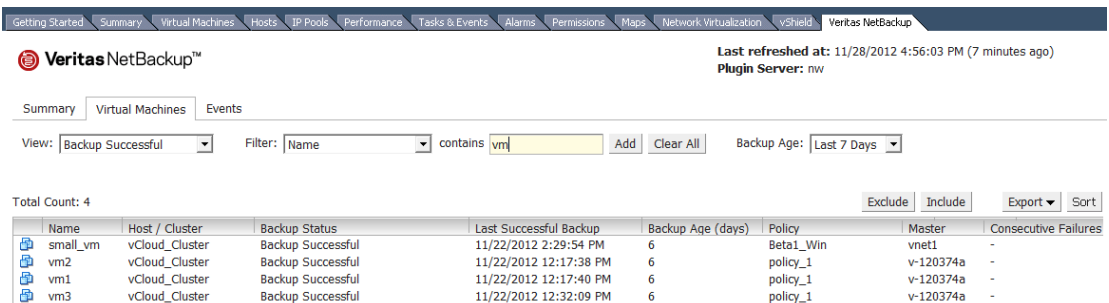 Getting Started Summary Virtual Machines Hosts IP Pools Performance Tasks & Events Alarms Permissions Maps Network Virtualization vShield Veritas NetBackup
Veritas NetBackup™
Last refreshed at: 11/28/2012 4:56:03 PM (7 minutes ago)
Plugin Server: nw
Summary Virtual Machines Events
View: Backup Successful Filter: Name contains vm Add Clear All Backup Age: Last 7 Days
Total Count: 4 Exclude Include Export Sort
Name Host / Cluster Backup Status Last Successful Backup Backup Age (days) Policy Master Consecutive Failures
small_vm vCloud_Cluster Backup Successful 11/22/2012 2:29:54 PM 6 Beta1_Win vnet1 -
vm2 vCloud_Cluster Backup Successful 11/22/2012 12:17:38 PM 6 policy_1 v-120374a -
vm1 vCloud_Cluster Backup Successful 11/22/2012 12:17:40 PM 6 policy_1 v-120374a -
vm3 vCloud_Cluster Backup Successful 11/22/2012 12:32:09 PM 6 policy_1 v-120374a -